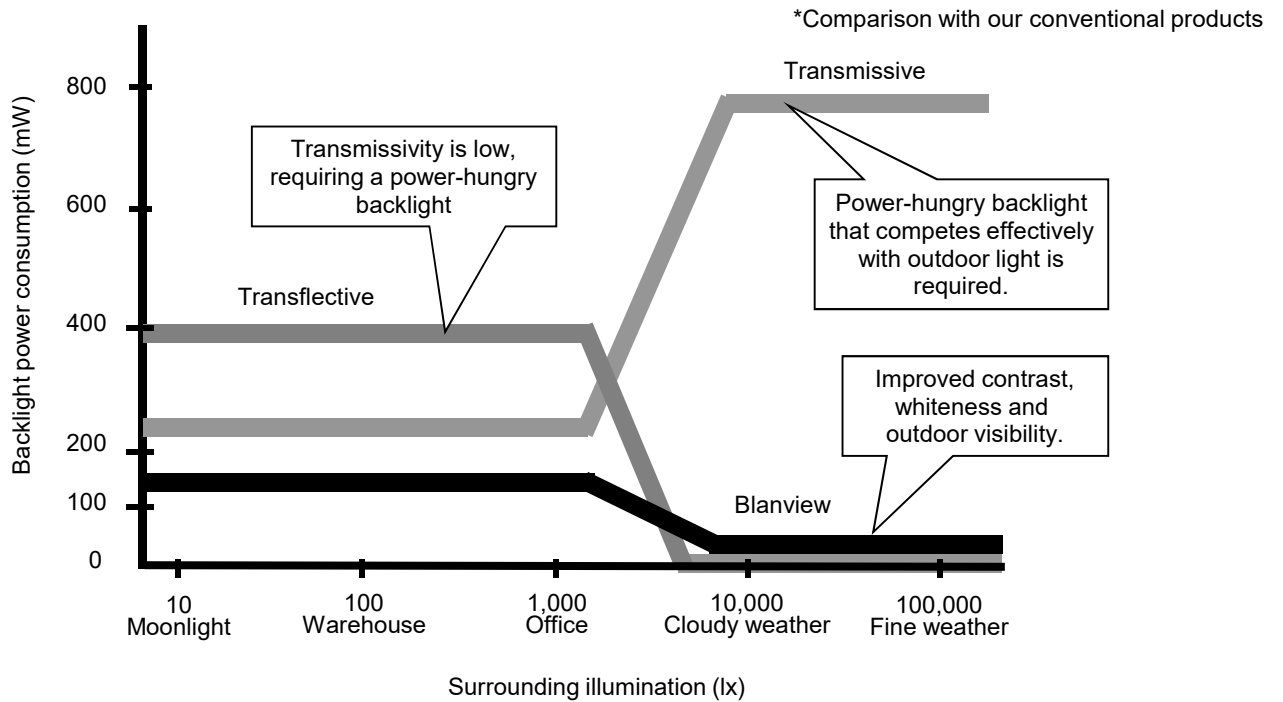 *Comparison with our conventional products
Transmissive
Backlight power consumption (mW)
800
600
400
200
100
0
Transmissivity is low,
requiring a power-hungry
backlight
Power-hungry backlight
that competes effectively
with outdoor light is
required.
Transflective
Improved contrast,
whiteness and
outdoor visibility.
Blanview
10
Moonlight
100
Warehouse
1,000
Office
10,000
Cloudy weather
100,000
Fine weather
Surrounding illumination (lx)